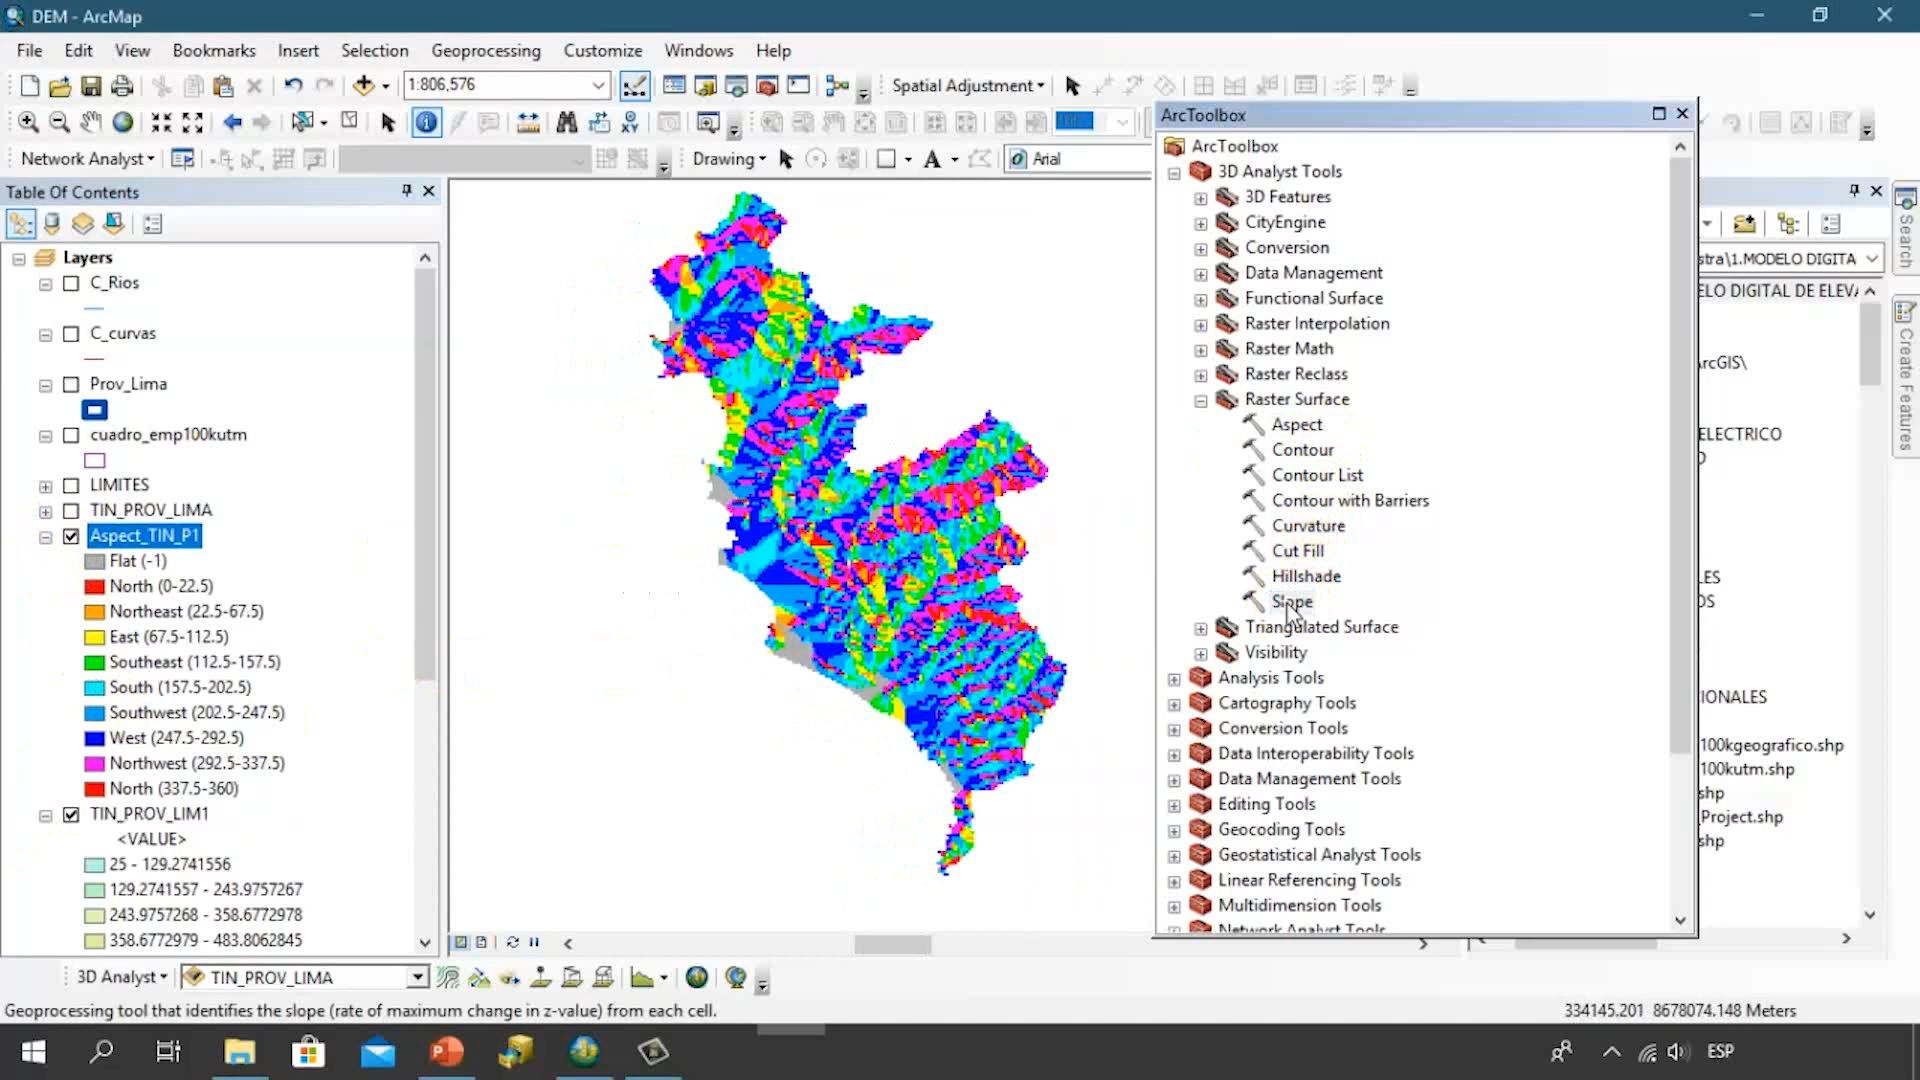 DEM - ArcMap
File Edit View Bookmarks Insert Selection Geoprocessing Customize Windows Help
1:806,576
Spatial Adjustment
Network Analyst
Drawing
A
Arial
Table Of Contents
Layers
C_Rios
C_curvas
Prov_Lima
cuadro_emp100kutm
LIMITES
TIN_PROV_LIMA
Aspect_TIN_P1
Flat (-1)
North (0-22.5)
Northeast (22.5-67.5)
East (67.5-112.5)
Southeast (112.5-157.5)
South (157.5-202.5)
Southwest (202.5-247.5)
West (247.5-292.5)
Northwest (292.5-337.5)
North (337.5-360)
TIN_PROV_LIM1
<VALUE>
25 - 129.2741556
129.2741557 - 243.9757267
243.9757268 - 358.6772978
358.6772979 - 483.8062845
ArcToolbox
ArcToolbox
3D Analyst Tools
3D Features
CityEngine
Conversion
Data Management
Functional Surface
Raster Interpolation
Raster Math
Raster Reclass
Raster Surface
Aspect
Contour
Contour List
Contour with Barriers
Curvature
Cut Fill
Hillshade
Slope
Triangulated Surface
Visibility
Analysis Tools
Cartography Tools
Conversion Tools
Data Interoperability Tools
Data Management Tools
Editing Tools
Geocoding Tools
Geostatistical Analyst Tools
Linear Referencing Tools
Multidimension Tools
Network Analyst Tools
stra\1.MODELO DIGITA
ELO DIGITAL DE ELEVA
rcGIS\
ELECTRICO
LES
OS
IONALES
100kgeografico.shp
100kutm.shp
shp
Project.shp
shp
Search
Create Features
3D Analyst
TIN_PROV_LIMA
Geoprocessing tool that identifies the slope (rate of maximum change in z-value) from each cell.
334145.201 8678074.148 Meters
ESP